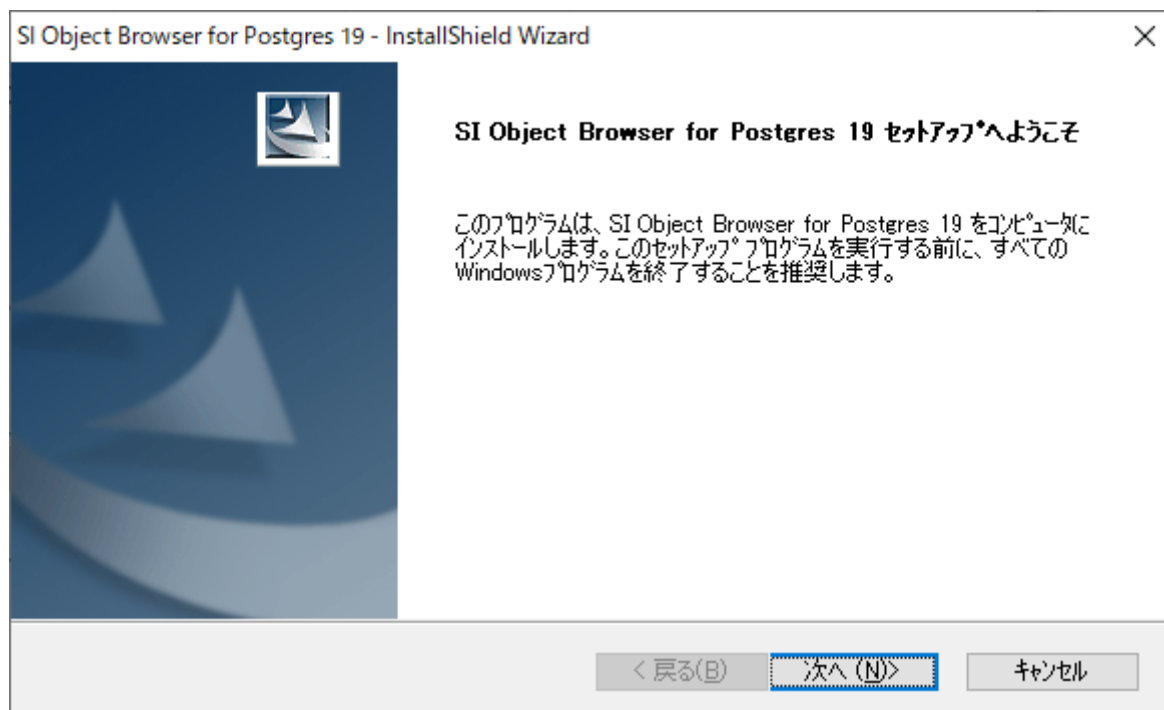 SI Object Browser for Postgres 19 - InstallShield Wizard
SI Object Browser for Postgres 19 ｾｯﾄｱｯﾌﾟへようこそ
このﾌﾟﾛｸﾞﾗﾑは、SI Object Browser for Postgres 19 をｺﾝﾋﾟｭｰﾀに
ｲﾝｽﾄｰﾙします。このｾｯﾄｱｯﾌﾟ ﾌﾟﾛｸﾞﾗﾑを実行する前に、すべての
Windowsﾌﾟﾛｸﾞﾗﾑを終了することを推奨します。
< 戻る(B)
次へ (N)>
ｷｬﾝｾﾙ